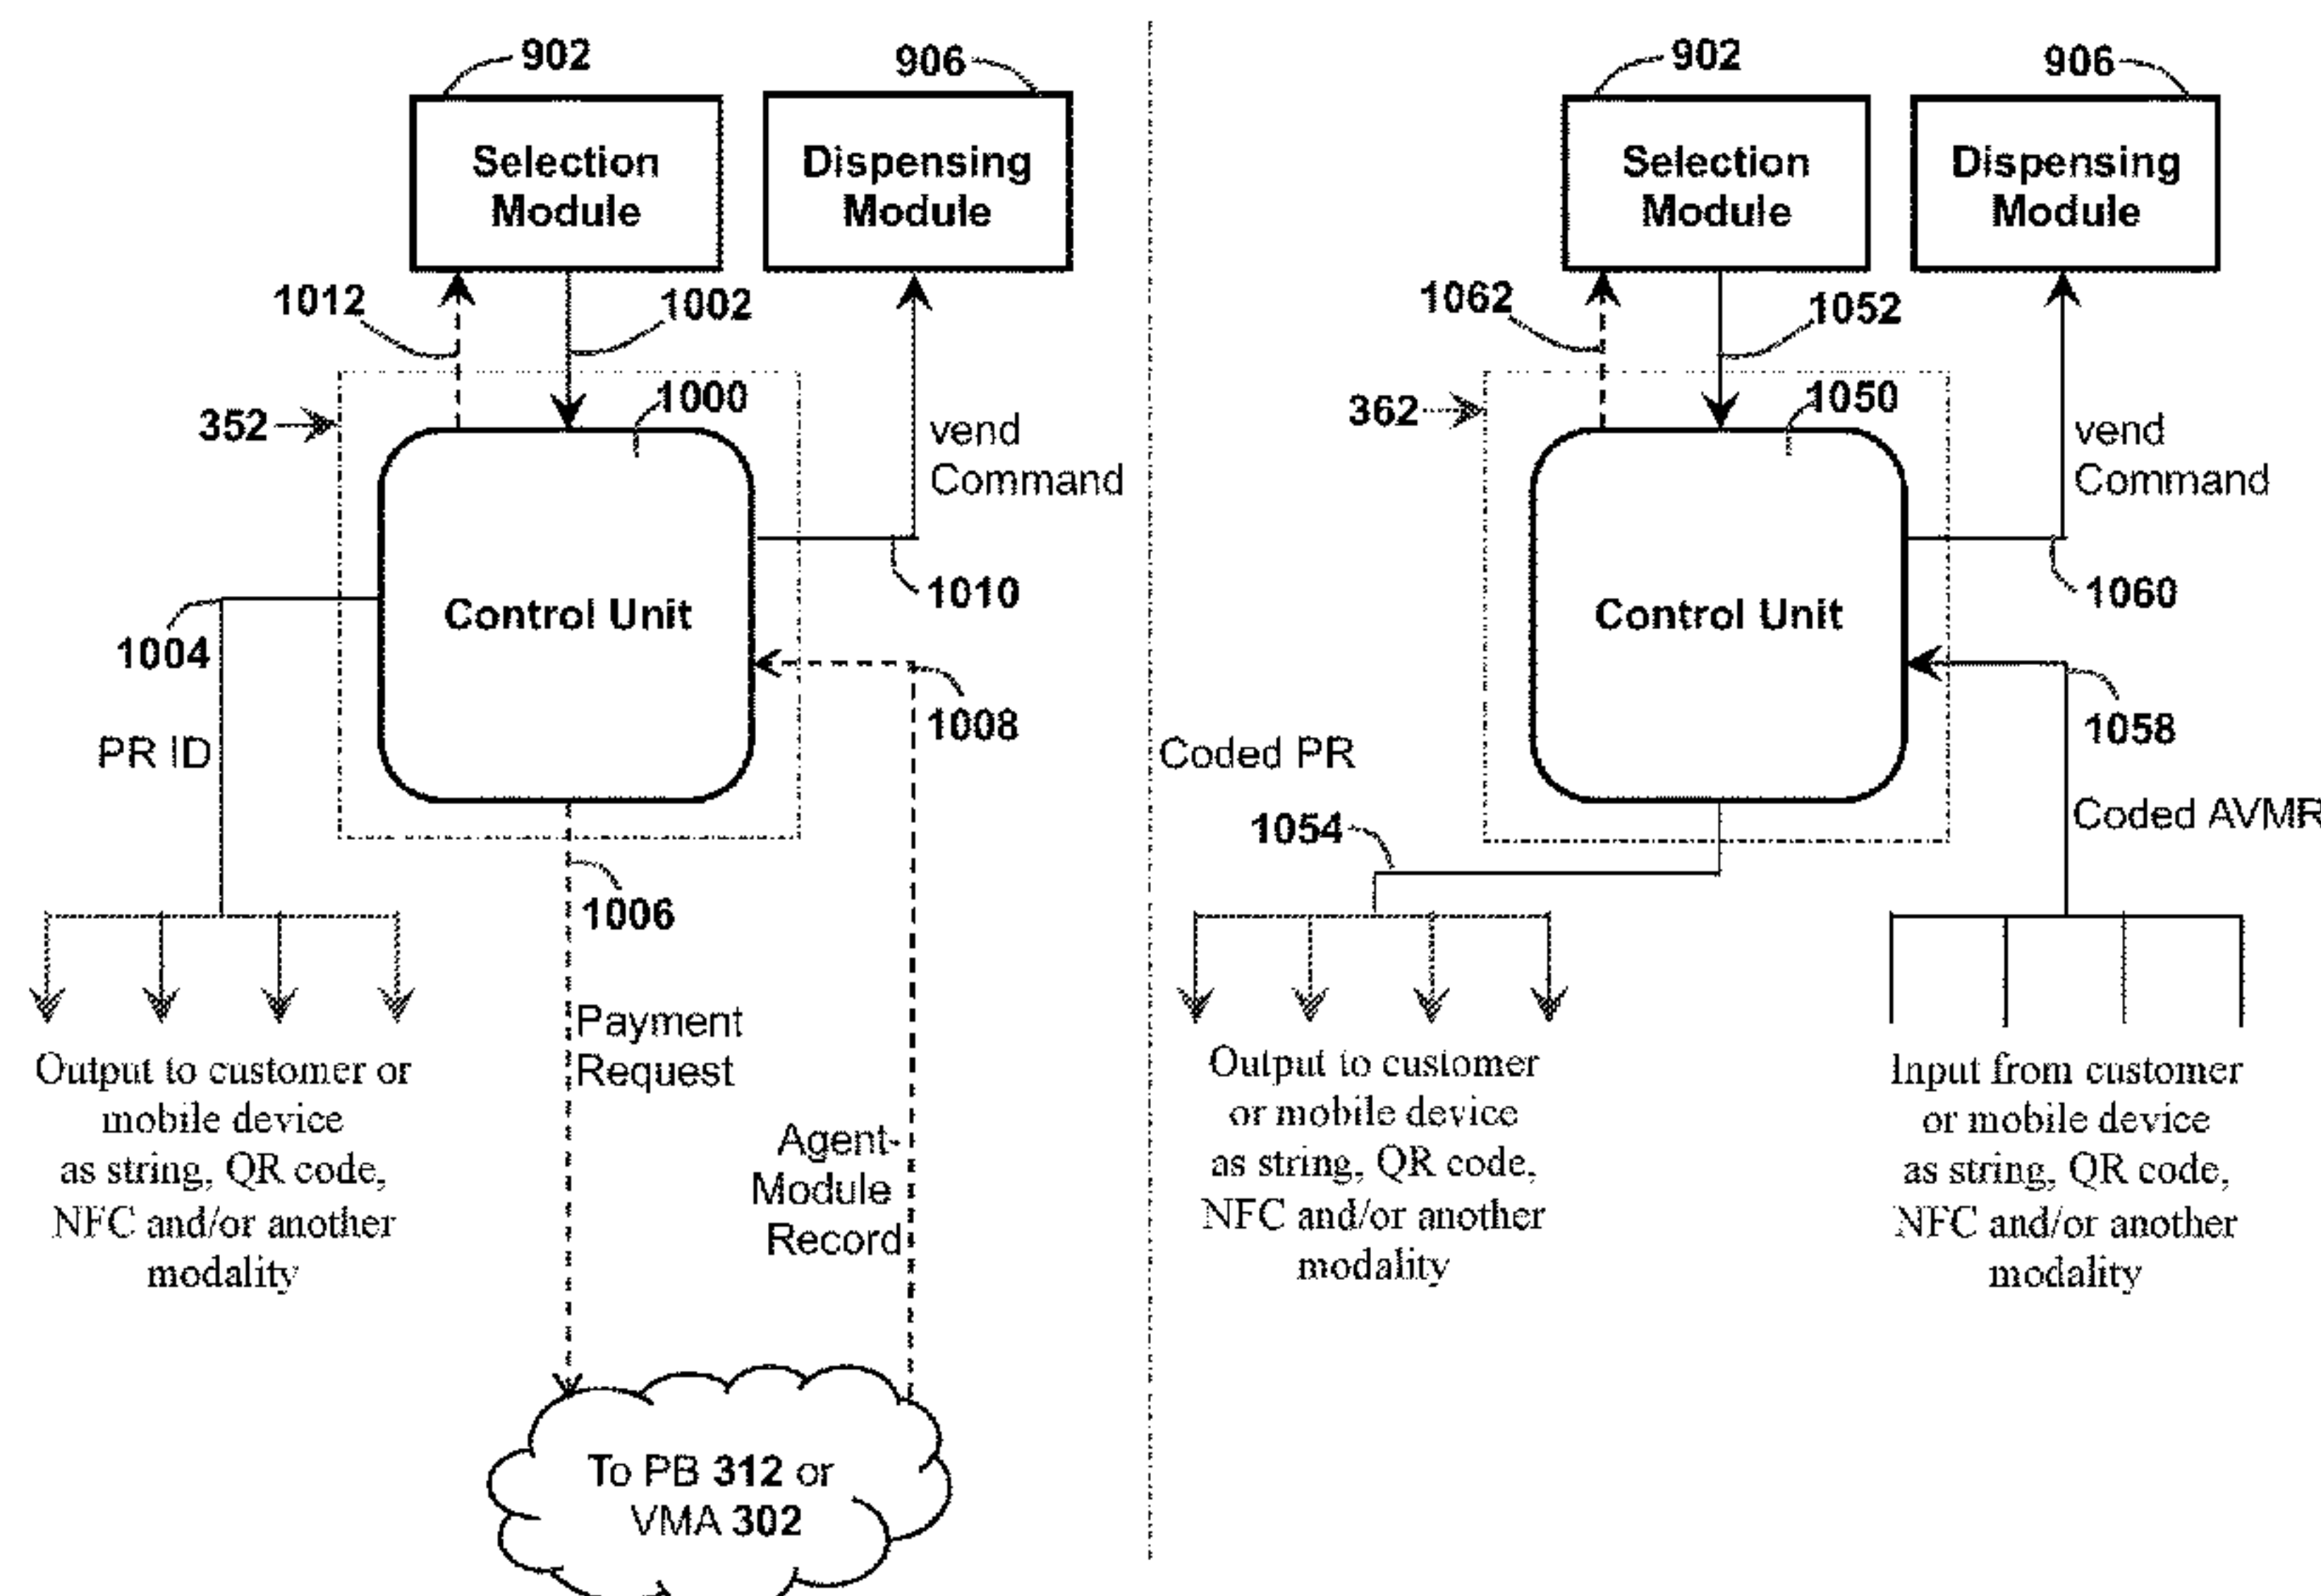 902
906
Selection
Module
Dispensing
Module
1012
1002
352
1000
vend
Command
Control Unit
1010
1004
1008
PR ID
1006
Payment
Request
Agent-
Module
Record
Output to customer or
mobile device
as string, QR code,
NFC and/or another
modality
To PB 312 or
VMA 302
902
906
Selection
Module
Dispensing
Module
1062
1052
362
1050
vend
Command
Control Unit
1060
1058
Coded PR
Coded AVMR
1054
Output to customer
or mobile device
as string, QR code,
NFC and/or another
modality
Input from customer
or mobile device
as string, QR code,
NFC and/or another
modality